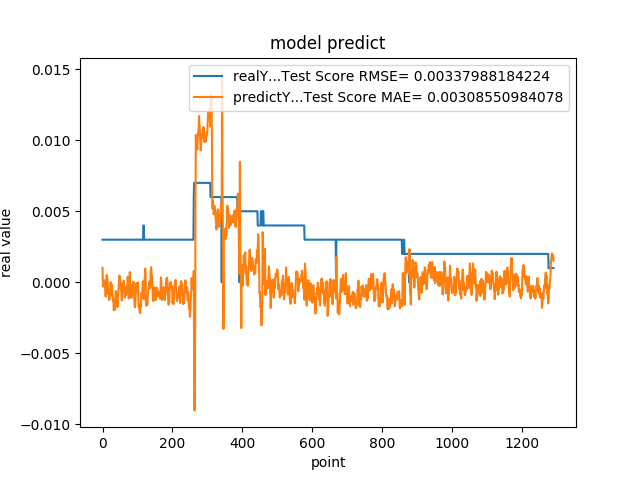 model predict
realY...Test Score RMSE= 0.00337988184224
predictY...Test Score MAE= 0.00308550984078
0.015
0.010
0.005
0.000
−0.005
−0.010
real value
0 200 400 600 800 1000 1200
point